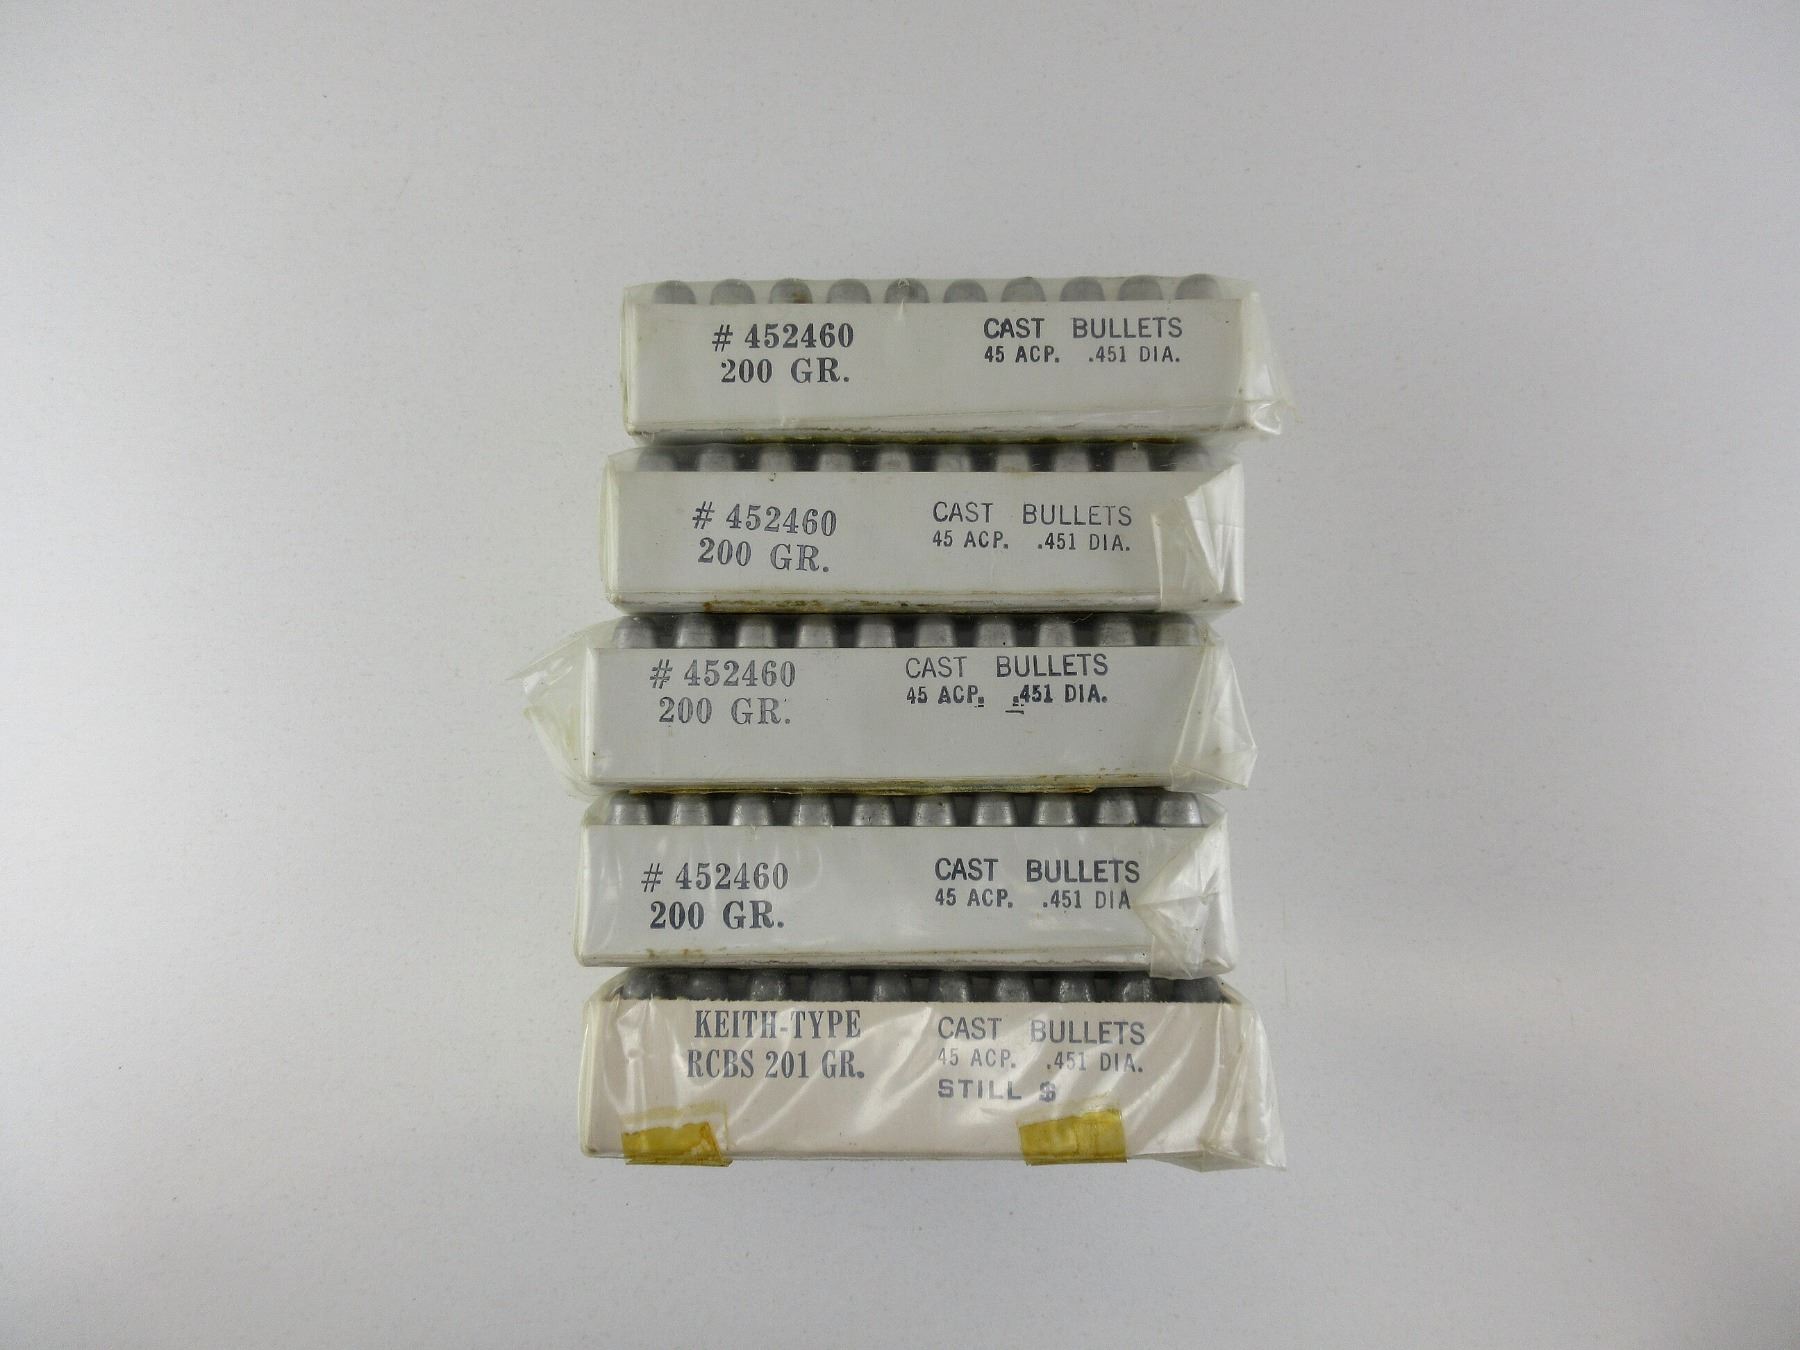 # 452460
200 GR.
CAST BULLETS
45 ACP. .451 DIA.
# 452460
200 GR.
CAST BULLETS
45 ACP. .451 DIA.
# 452460
200 GR.
CAST BULLETS
45 ACP. .451 DIA.
# 452460
200 GR.
CAST BULLETS
45 ACP. .451 DIA
KEITH-TYPE
RCBS 201 GR.
CAST BULLETS
45 ACP. .451 DIA.
STILL $